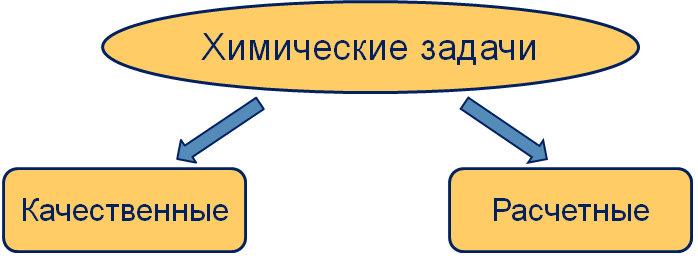 Химические задачи
Качественные
Расчетные